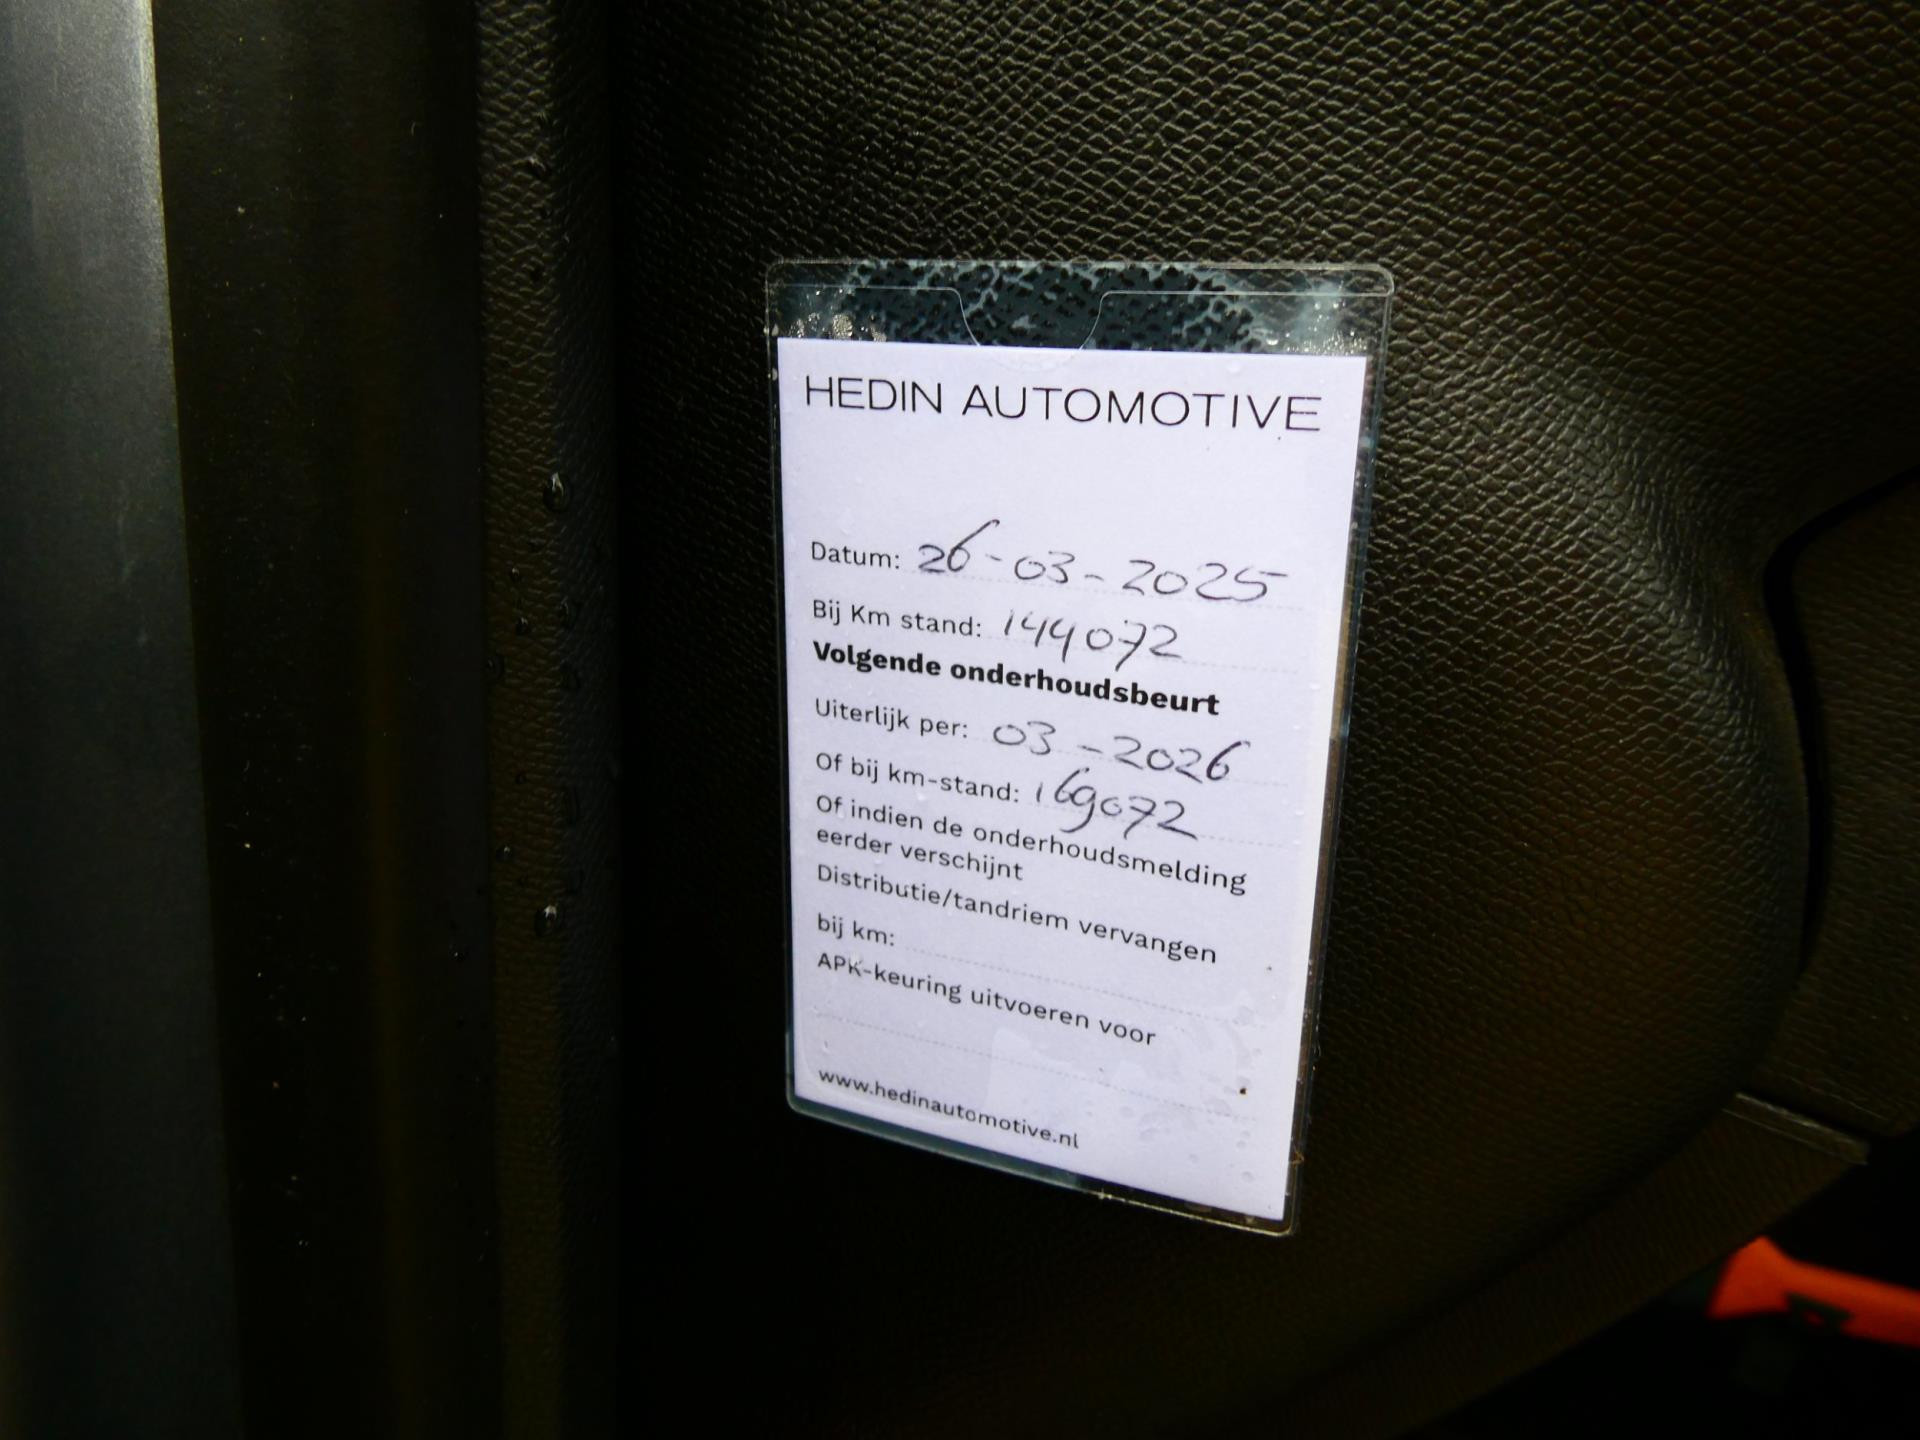 HEDIN AUTOMOTIVE
Datum: 26-03-2025
Bij Km stand: 144072
Volgende onderhoudsbeurt
Uiterlijk per: 03-2026
Of bij km-stand: 169072
Of indien de onderhoudsmelding
eerder verschijnt
Distributie/tandriem vervangen
bij km:
APK-keuring uitvoeren voor
www.hedinautomotive.nl